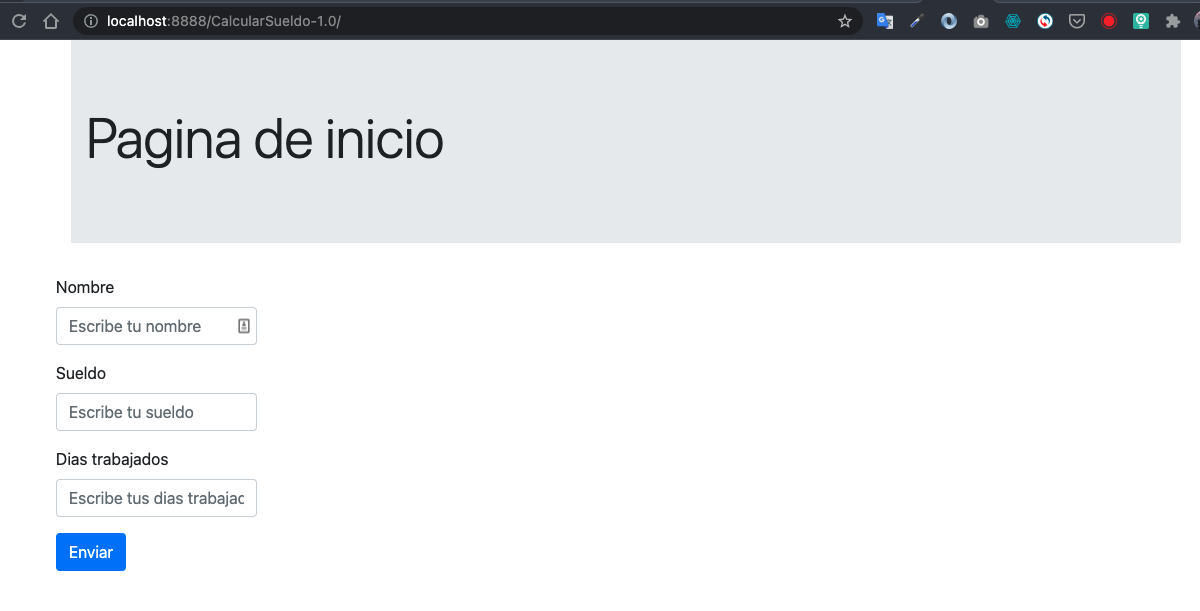 localhost:8888/CalcularSueldo-1.0/
Pagina de inicio
Nombre
Escribe tu nombre
Sueldo
Escribe tu sueldo
Dias trabajados
Escribe tus dias trabajac
Enviar